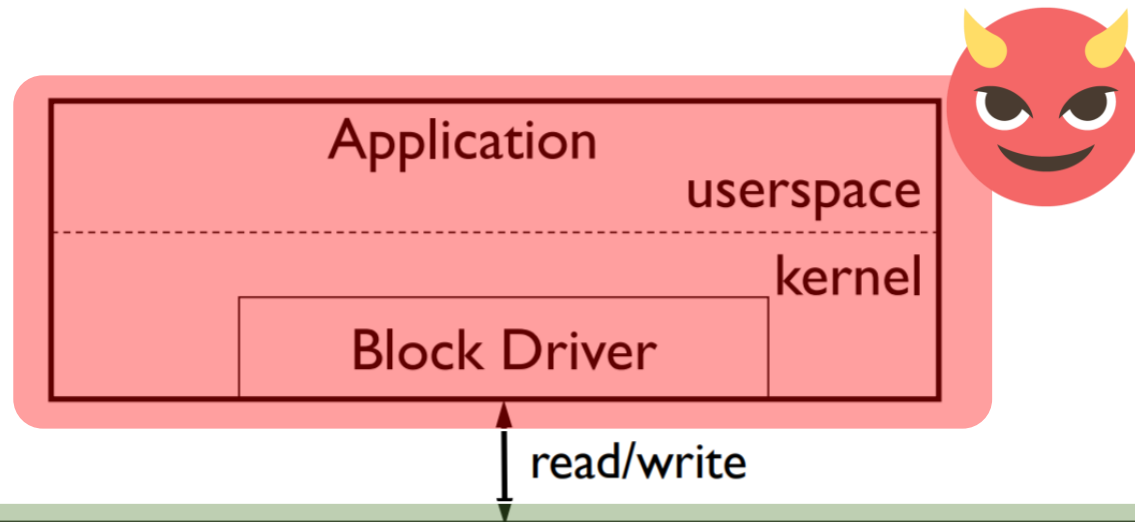 Application
userspace
kernel
Block Driver
read/write